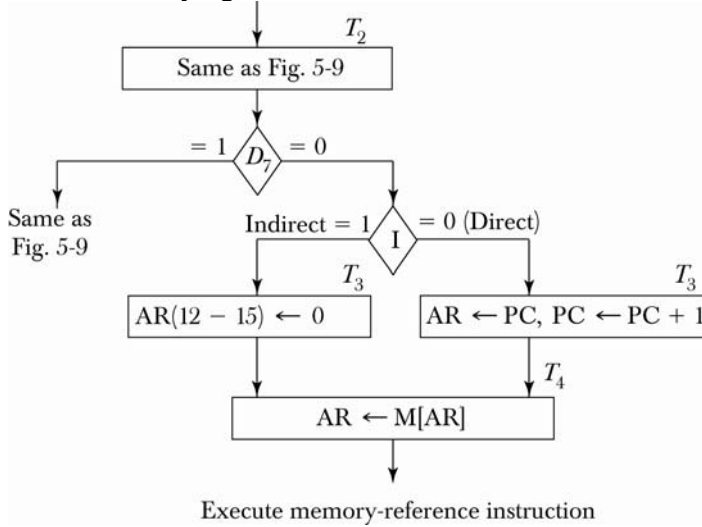 T₂
Same as Fig. 5-9
= 1
D₇
= 0
Same as
Fig. 5-9
Indirect = 1
I
= 0 (Direct)
T₃
AR(12 − 15) ← 0
T₃
AR ← PC, PC ← PC + 1
T₄
AR ← M[AR]
Execute memory-reference instruction